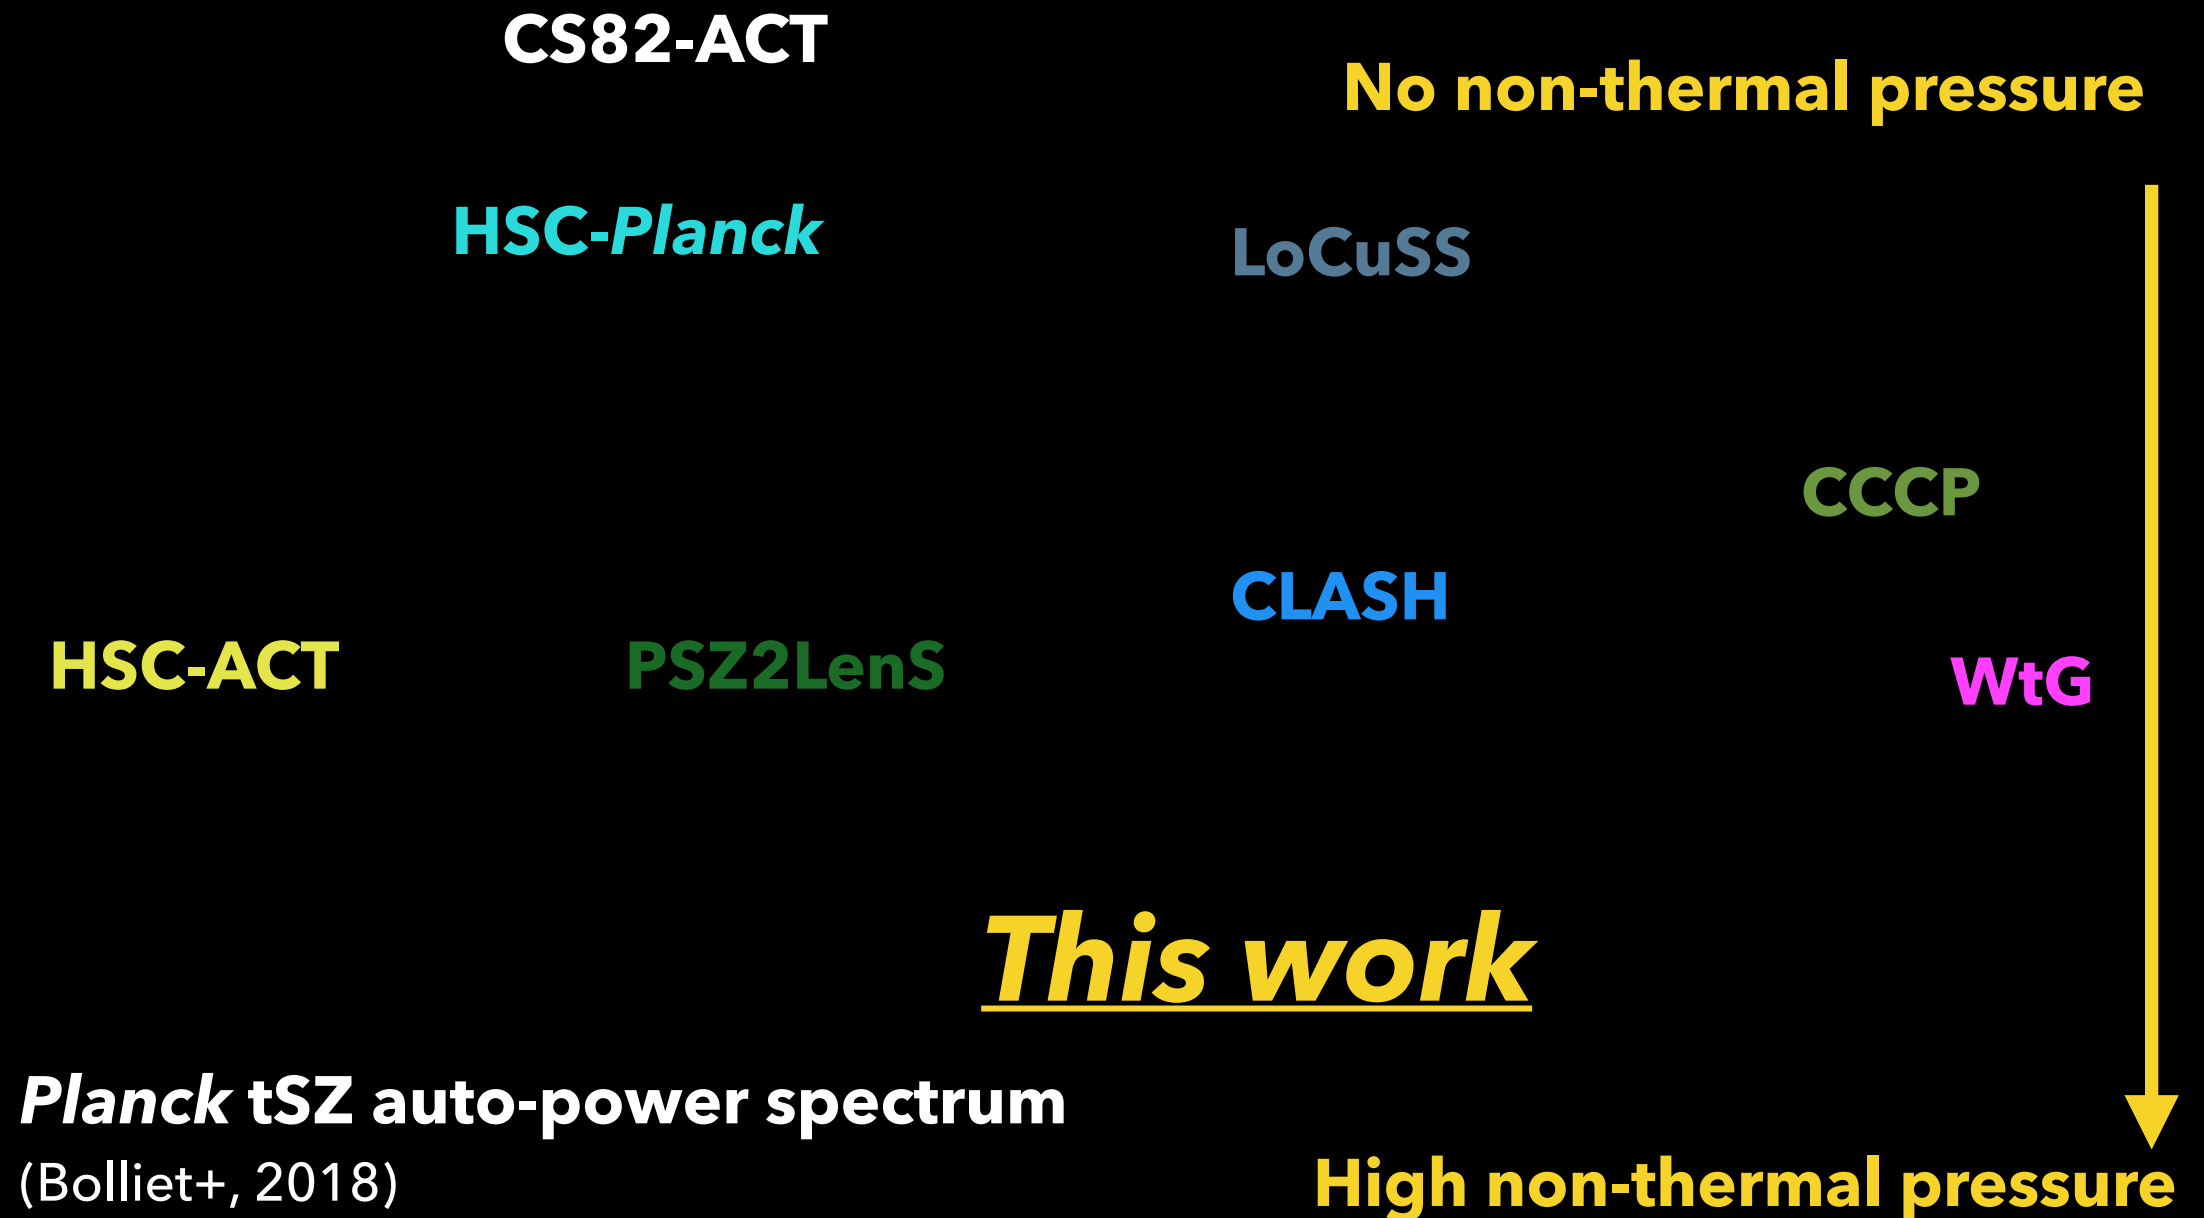 CS82-ACT
No non-thermal pressure
HSC-Planck
LoCuSS
CCCP
CLASH
HSC-ACT
PSZ2LenS
WtG
This work
Planck tSZ auto-power spectrum
(Bolliet+, 2018)
High non-thermal pressure